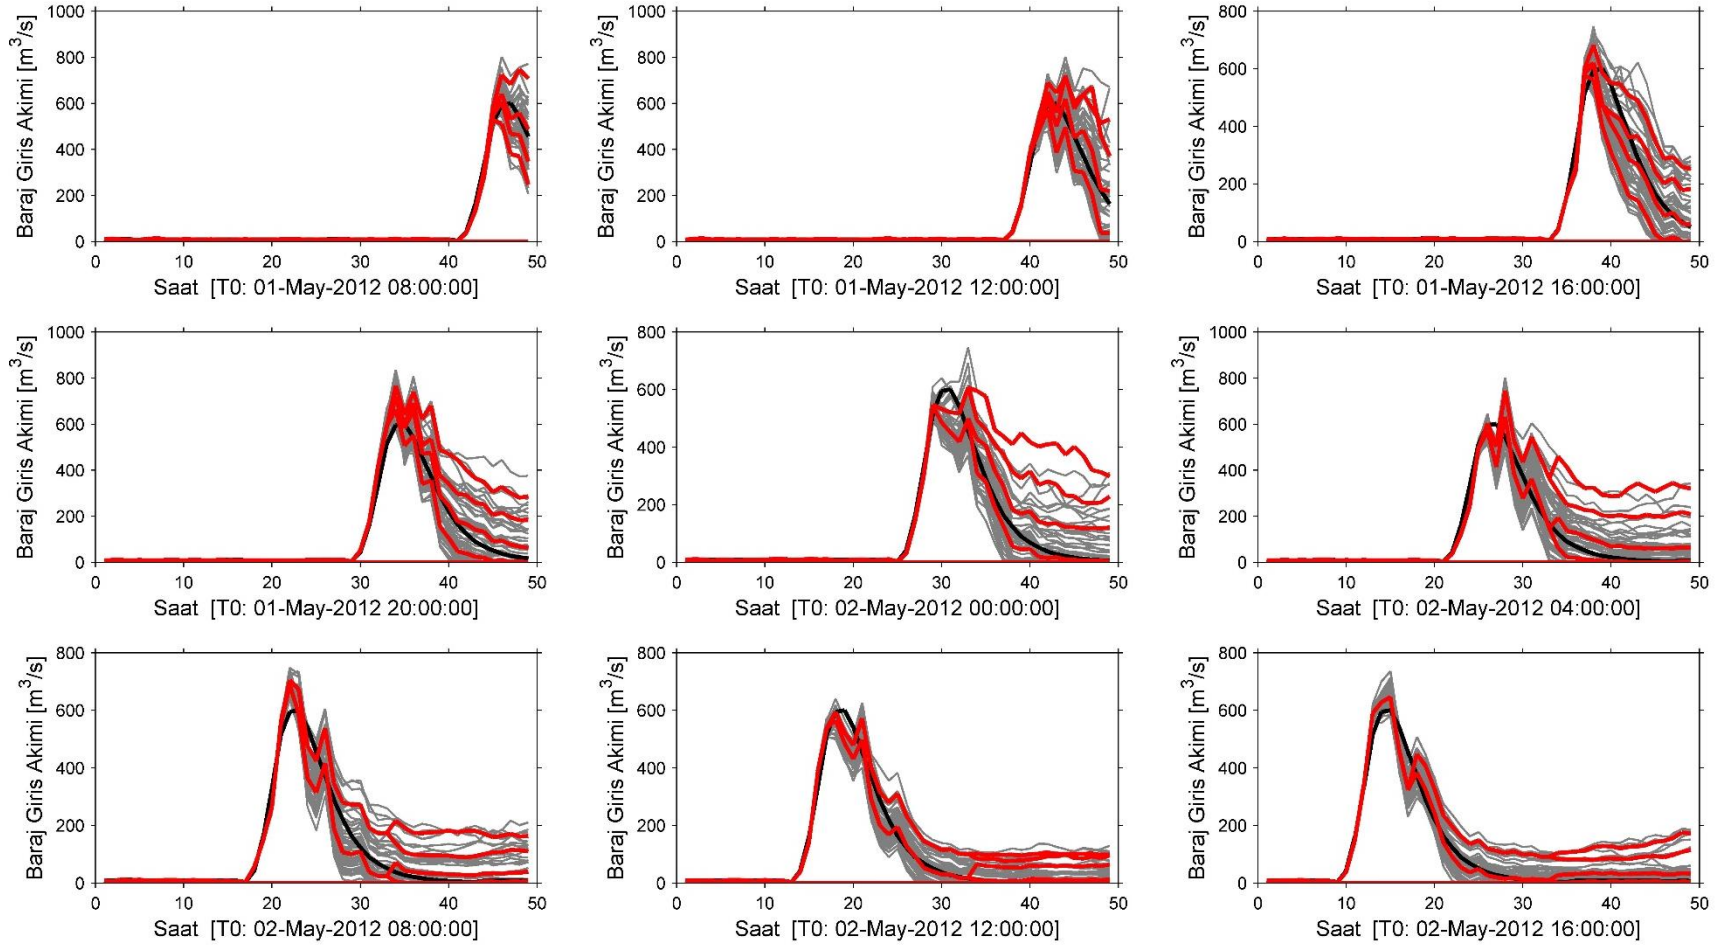 Baraj Giris Akimi [m³/s]
1000
800
600
400
200
0
0 10 20 30 40 50
Saat [T0: 01-May-2012 08:00:00]
Baraj Giris Akimi [m³/s]
1000
800
600
400
200
0
0 10 20 30 40 50
Saat [T0: 01-May-2012 12:00:00]
Baraj Giris Akimi [m³/s]
800
600
400
200
0
0 10 20 30 40 50
Saat [T0: 01-May-2012 16:00:00]
Baraj Giris Akimi [m³/s]
1000
800
600
400
200
0
0 10 20 30 40 50
Saat [T0: 01-May-2012 20:00:00]
Baraj Giris Akimi [m³/s]
800
600
400
200
0
0 10 20 30 40 50
Saat [T0: 02-May-2012 00:00:00]
Baraj Giris Akimi [m³/s]
1000
800
600
400
200
0
0 10 20 30 40 50
Saat [T0: 02-May-2012 04:00:00]
Baraj Giris Akimi [m³/s]
800
600
400
200
0
0 10 20 30 40 50
Saat [T0: 02-May-2012 08:00:00]
Baraj Giris Akimi [m³/s]
800
600
400
200
0
0 10 20 30 40 50
Saat [T0: 02-May-2012 12:00:00]
Baraj Giris Akimi [m³/s]
800
600
400
200
0
0 10 20 30 40 50
Saat [T0: 02-May-2012 16:00:00]